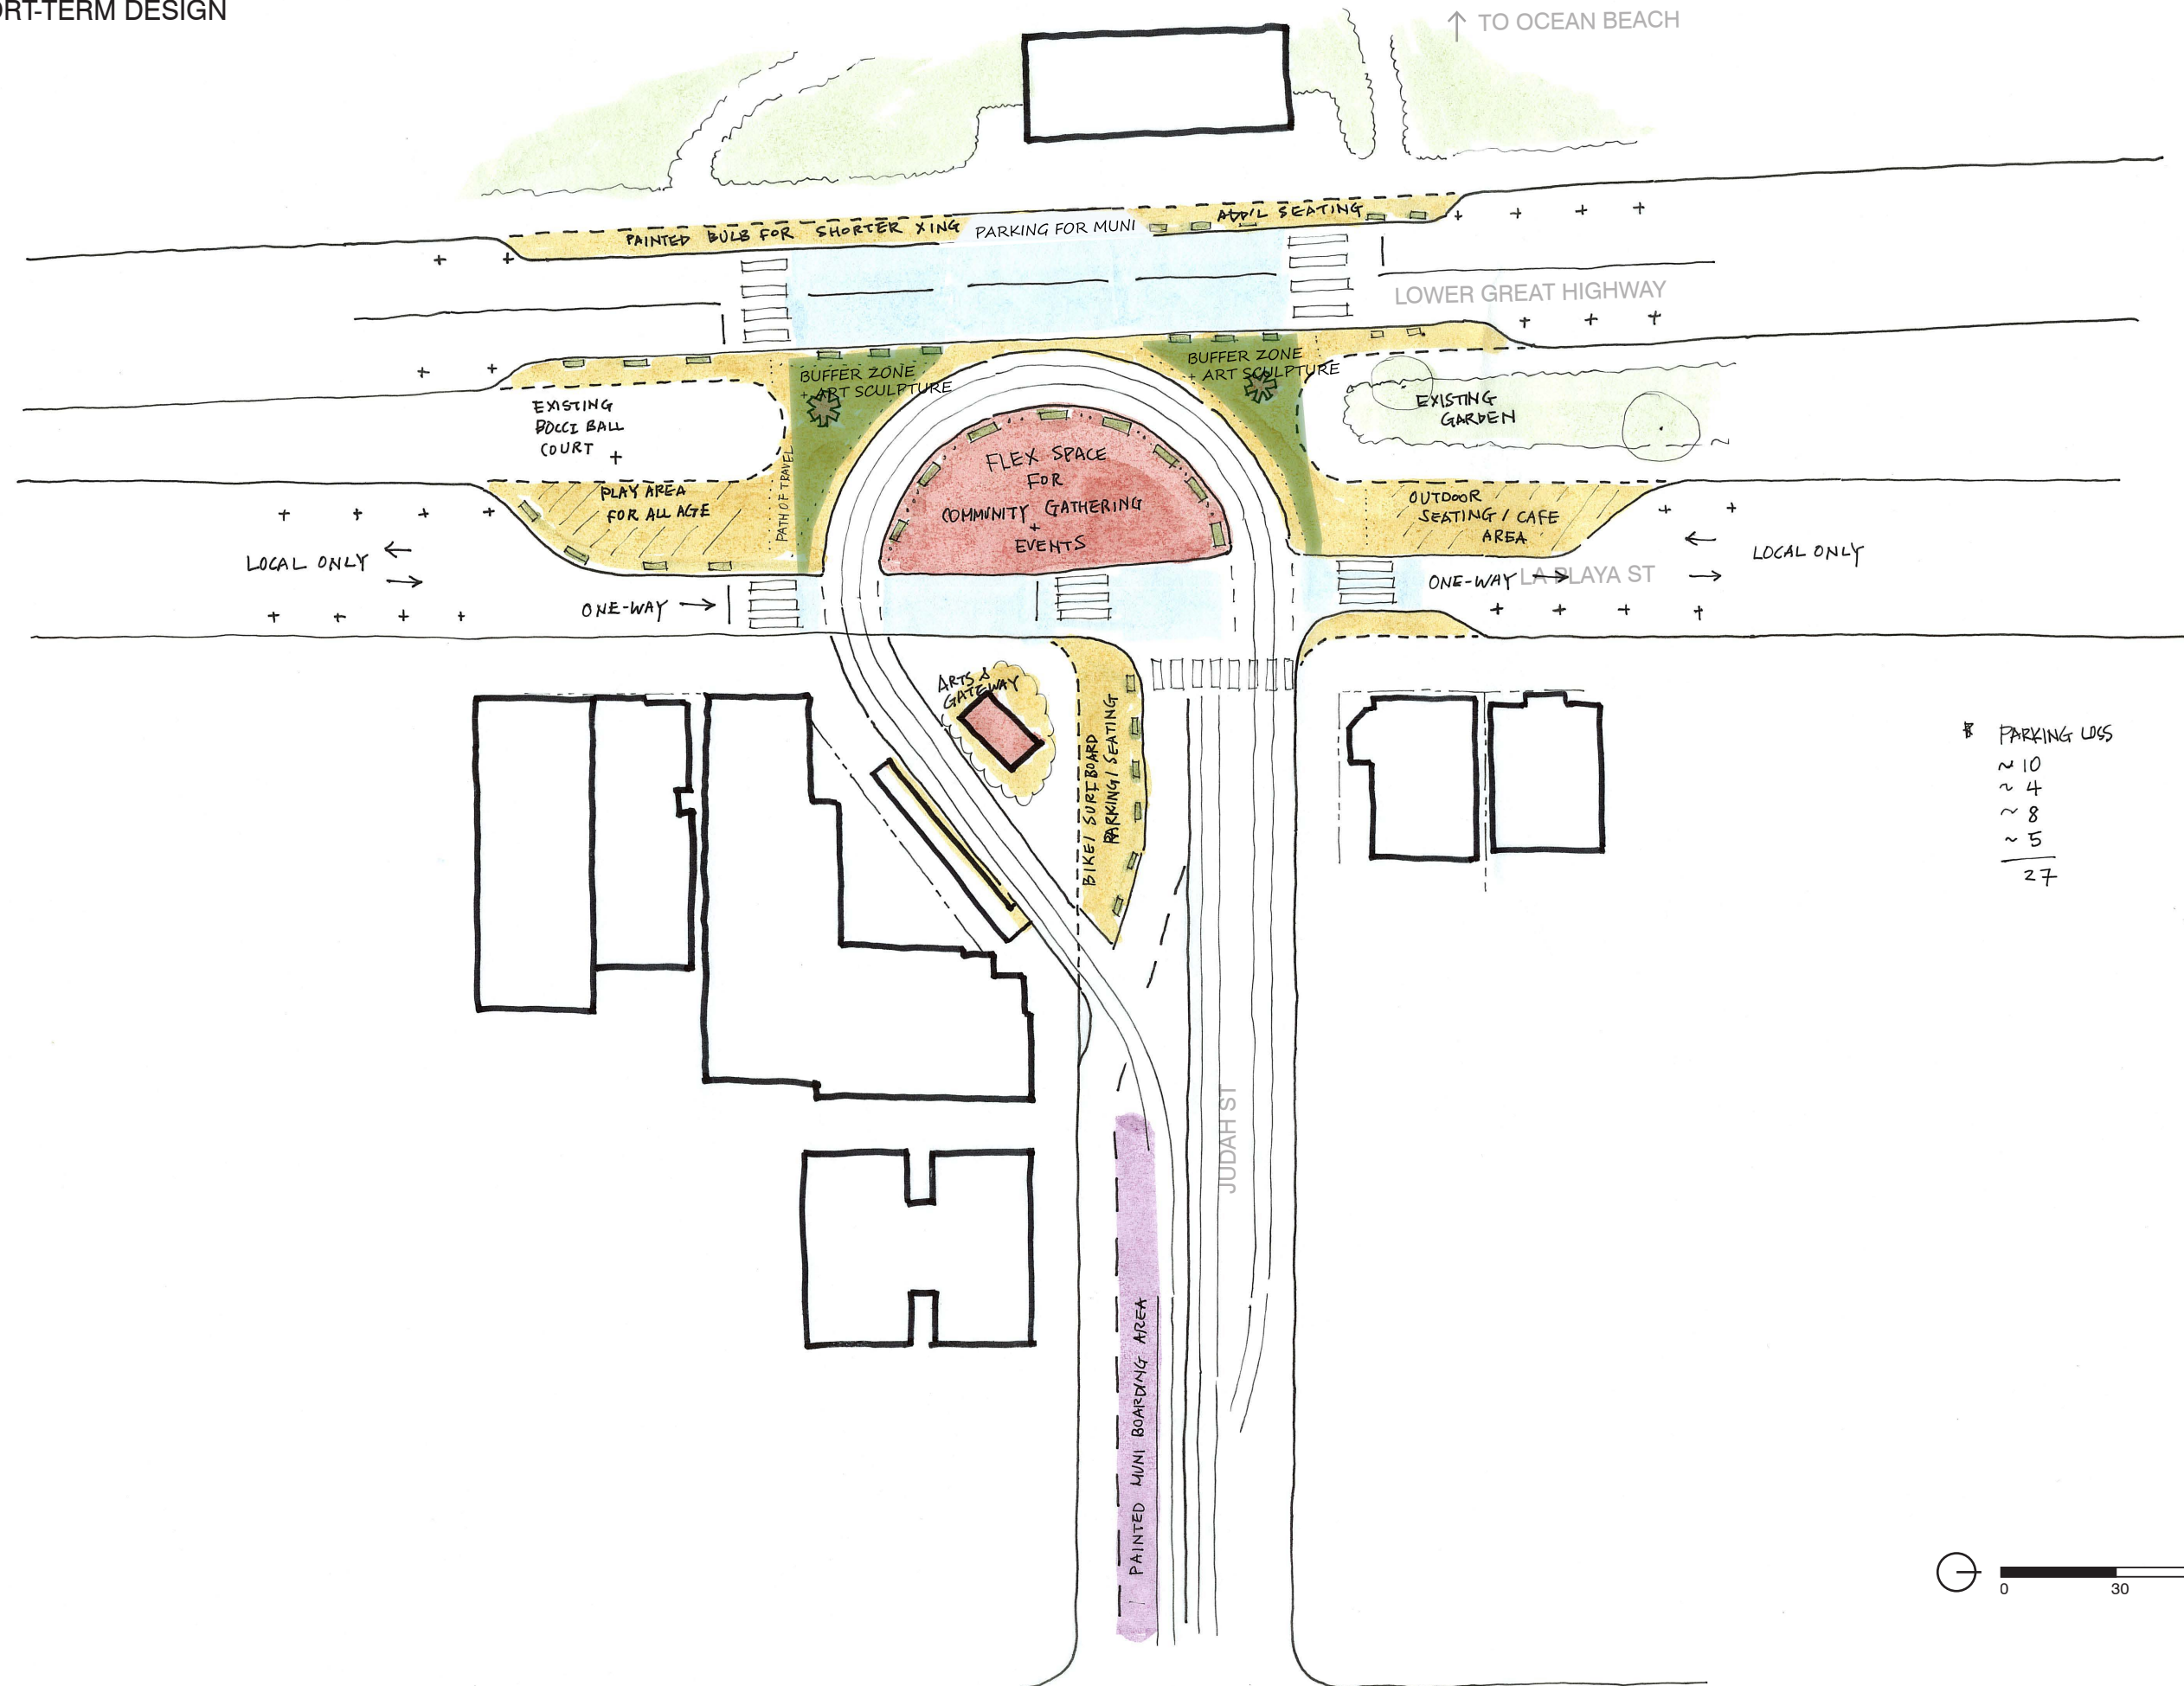 ORT-TERM DESIGN
↑ TO OCEAN BEACH
PAINTED BULB FOR SHORTER XING
PARKING FOR MUNI
ADD'L SEATING
LOWER GREAT HIGHWAY
BUFFER ZONE
+ ART SCULPTURE
BUFFER ZONE
+ ART SCULPTURE
EXISTING
BOCCI BALL
COURT
EXISTING
GARDEN
FLEX SPACE
FOR
COMMUNITY GATHERING
+
EVENTS
PATH OF TRAVEL
PLAY AREA
FOR ALL AGE
OUTDOOR
SEATING / CAFE
AREA
LOCAL ONLY
LOCAL ONLY
ONE-WAY
ONE-WAY
LA PLAYA ST
ARTS &
GATEWAY
BIKE / SURFBOARD
PARKING / SEATING
PARKING LOSS
~ 10
~ 4
~ 8
~ 5
27
JUDAH ST
PAINTED MUNI BOARDING AREA
0
30